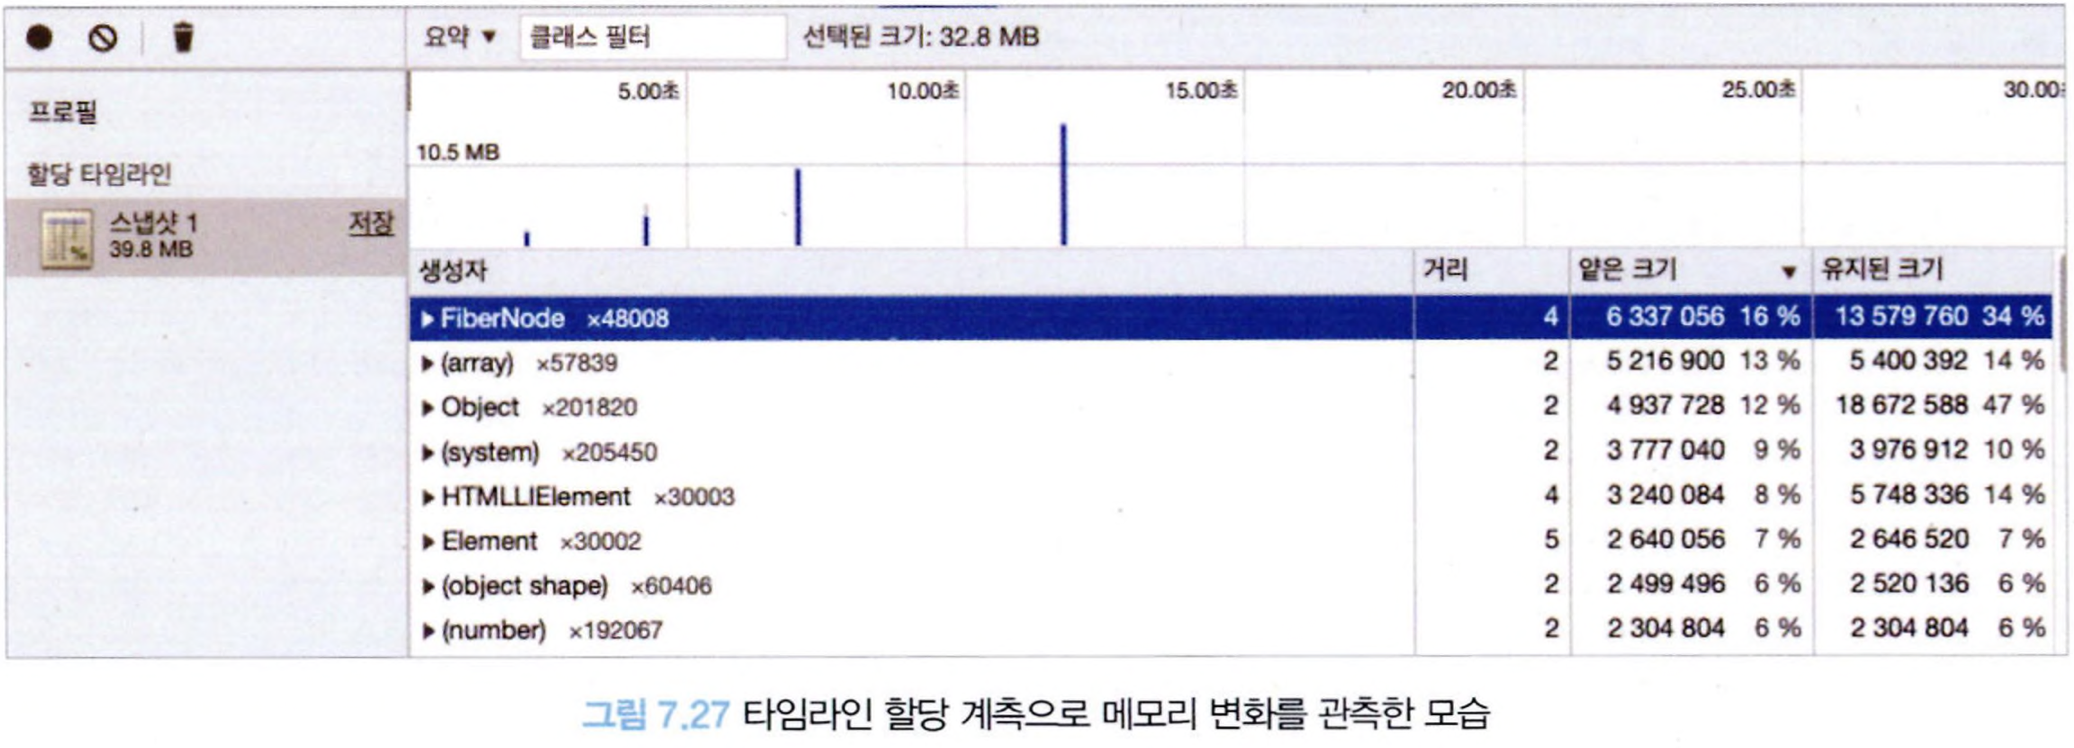 요약 ▼ 클래스 필터 선택된 크기: 32.8 MB
프로필
할당 타임라인
스냅샷 1 저장
39.8 MB
5.00초 10.00초 15.00초 20.00초 25.00초 30.00초
10.5 MB
생성자 거리 얕은 크기 ▼ 유지된 크기
▶ FiberNode ×48008 4 6 337 056 16 % 13 579 760 34 %
▶ (array) ×57839 2 5 216 900 13 % 5 400 392 14 %
▶ Object ×201820 2 4 937 728 12 % 18 672 588 47 %
▶ (system) ×205450 2 3 777 040 9 % 3 976 912 10 %
▶ HTMLLIElement ×30003 4 3 240 084 8 % 5 748 336 14 %
▶ Element ×30002 5 2 640 056 7 % 2 646 520 7 %
▶ (object shape) ×60406 2 2 499 496 6 % 2 520 136 6 %
▶ (number) ×192067 2 2 304 804 6 % 2 304 804 6 %
그림 7.27 타임라인 할당 계측으로 메모리 변화를 관측한 모습